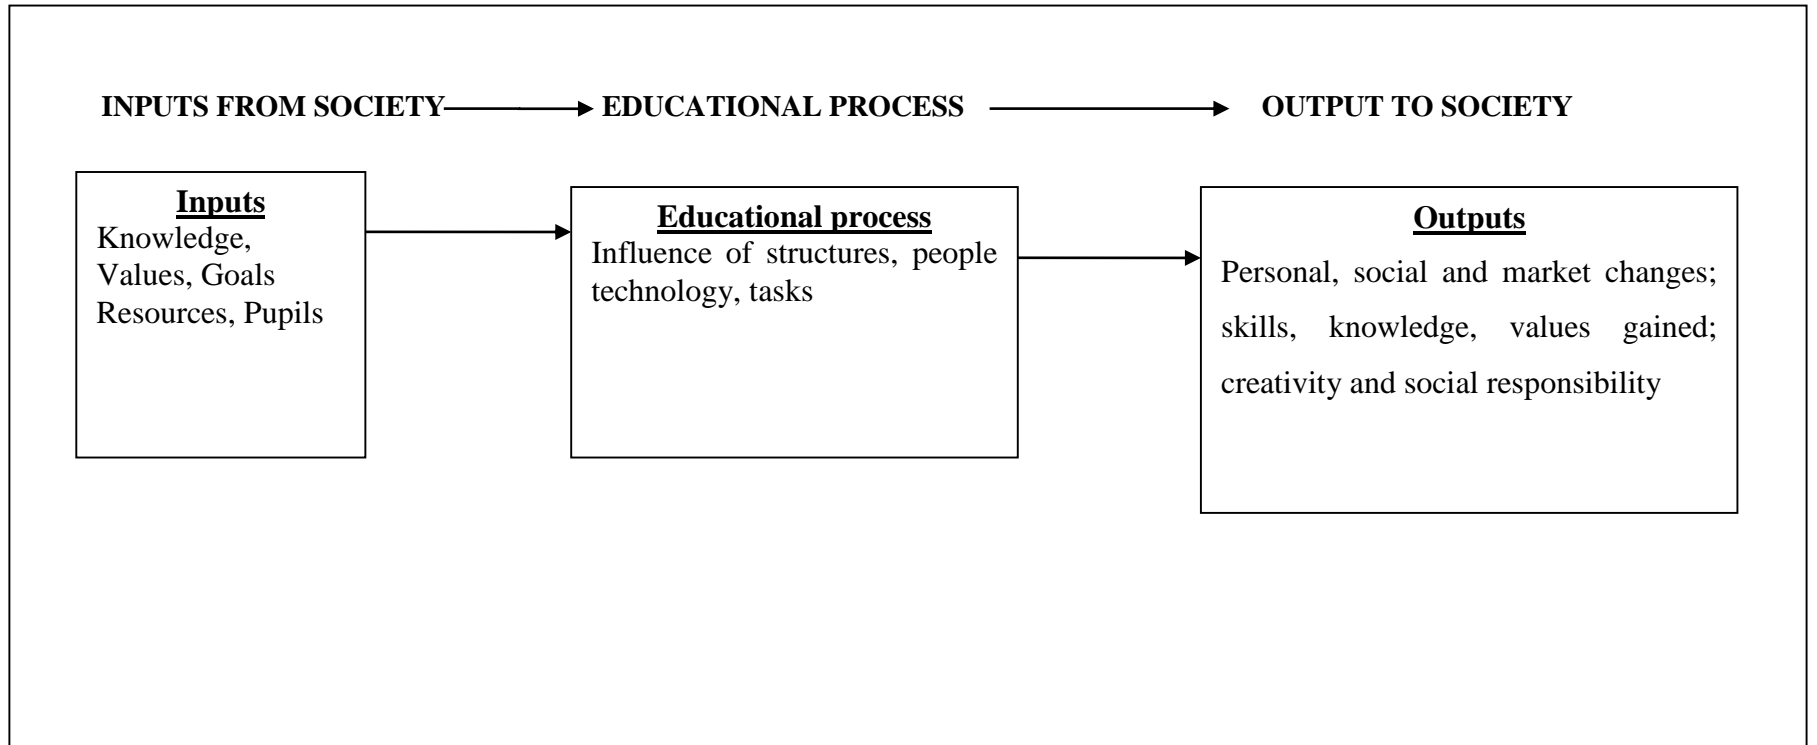 INPUTS FROM SOCIETY EDUCATIONAL PROCESS OUTPUT TO SOCIETY
Inputs
Knowledge,
Values, Goals
Resources, Pupils
Educational process
Influence of structures, people
technology, tasks
Outputs
Personal, social and market changes;
skills, knowledge, values gained;
creativity and social responsibility